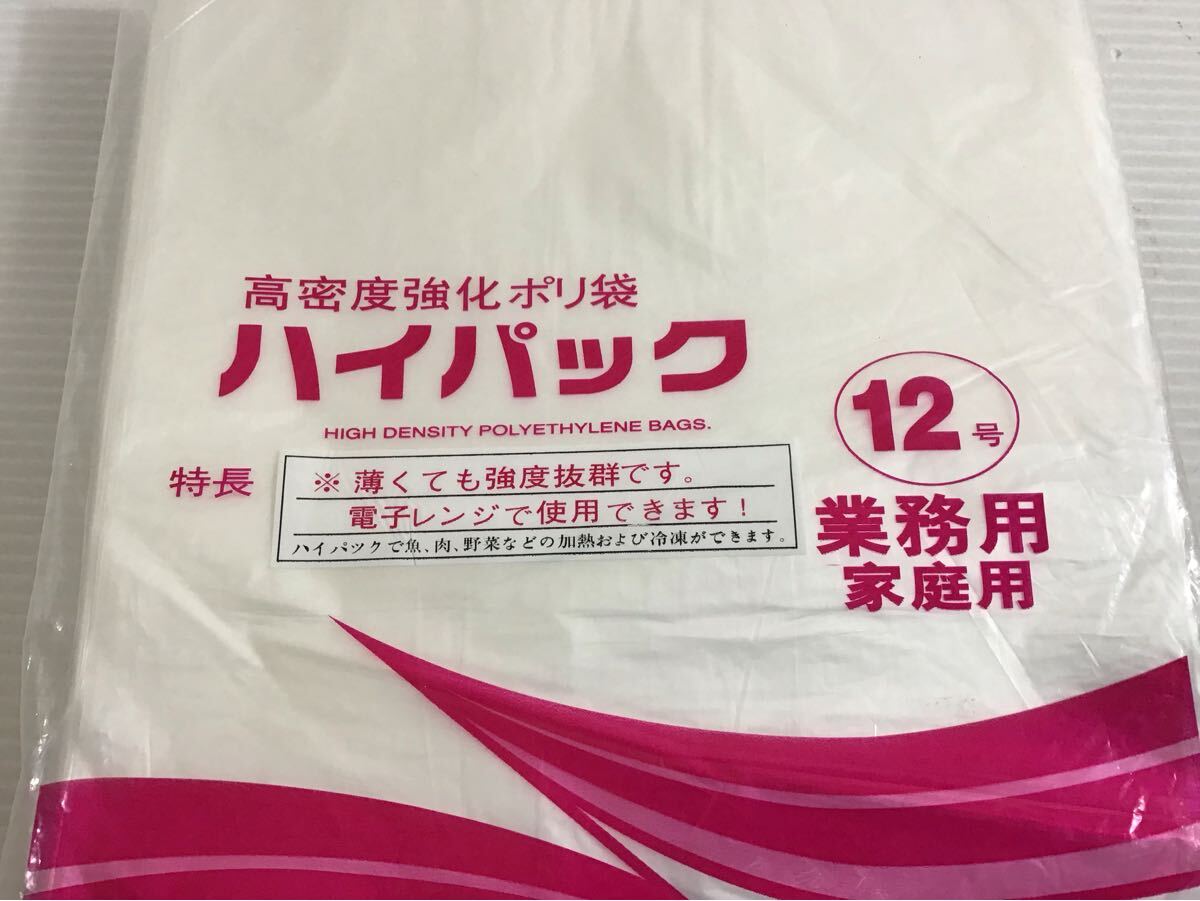 高密度強化ポリ袋
ハイパック
HIGH DENSITY POLYETHYLENE BAGS.
12号
特長
※ 薄くても強度抜群です。
電子レンジで使用できます!
ハイパックで魚、肉、野菜などの加熱および冷凍ができます。
業務用
家庭用